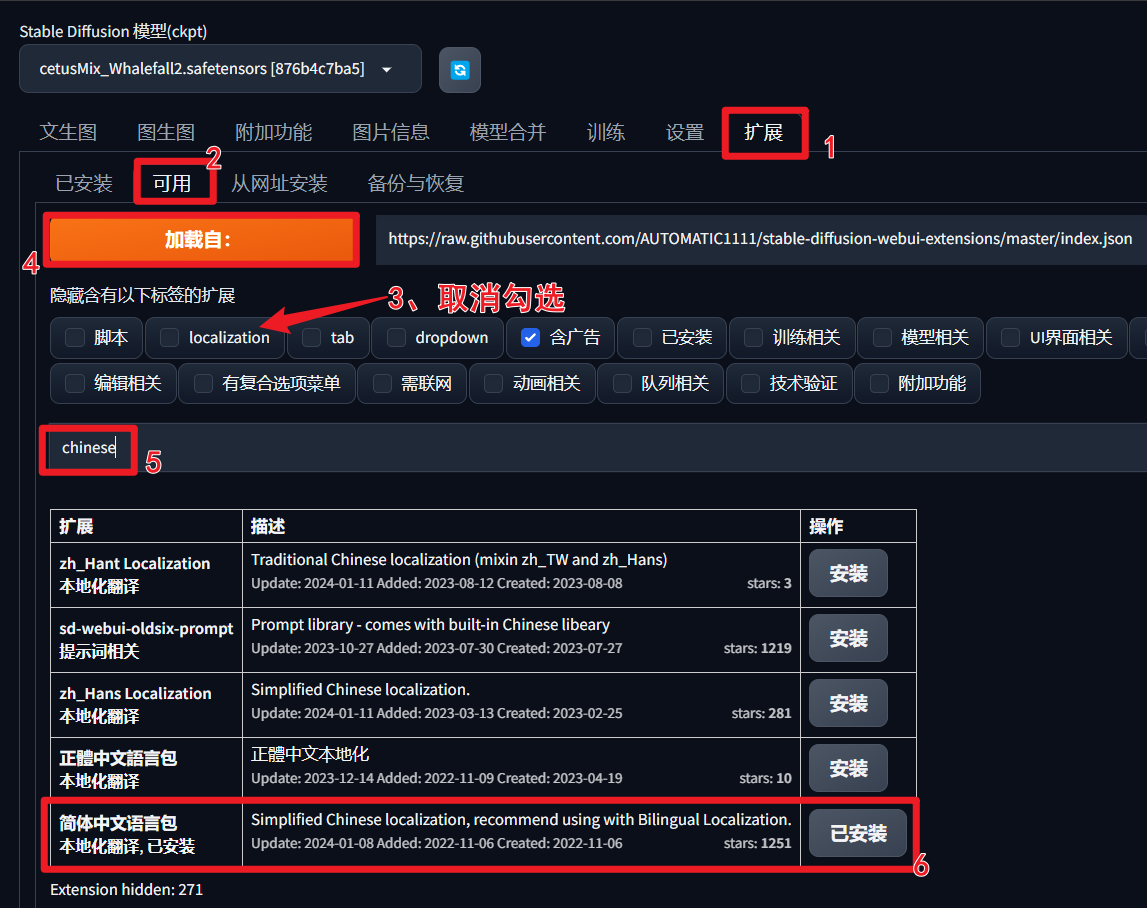 Stable Diffusion 模型(ckpt)
cetusMix_Whalefall2.safetensors [876b4c7ba5]
文生图 图生图 附加功能 图片信息 模型合并 训练 设置 扩展 1
已安装 可用 2 从网址安装 备份与恢复
加载自： https://raw.githubusercontent.com/AUTOMATIC1111/stable-diffusion-webui-extensions/master/index.json
4
隐藏含有以下标签的扩展 3、取消勾选
脚本 localization tab dropdown 含广告 已安装 训练相关 模型相关 UI界面相关
编辑相关 有复合选项菜单 需联网 动画相关 队列相关 技术验证 附加功能
chinese 5
扩展 描述 操作
zh_Hant Localization Traditional Chinese localization (mixin zh_TW and zh_Hans) 安装
本地化翻译 Update: 2024-01-11 Added: 2023-08-12 Created: 2023-08-08 stars: 3
sd-webui-oldsix-prompt Prompt library - comes with built-in Chinese libeary 安装
提示词相关 Update: 2023-10-27 Added: 2023-07-30 Created: 2023-07-27 stars: 1219
zh_Hans Localization Simplified Chinese localization. 安装
本地化翻译 Update: 2024-01-11 Added: 2023-03-13 Created: 2023-02-25 stars: 281
正體中文語言包 正體中文本地化 安装
本地化翻译 Update: 2023-12-14 Added: 2022-11-09 Created: 2023-04-19 stars: 10
简体中文语言包 Simplified Chinese localization, recommend using with Bilingual Localization. 已安装
本地化翻译, 已安装 Update: 2024-01-08 Added: 2022-11-06 Created: 2022-11-06 stars: 1251
6
Extension hidden: 271